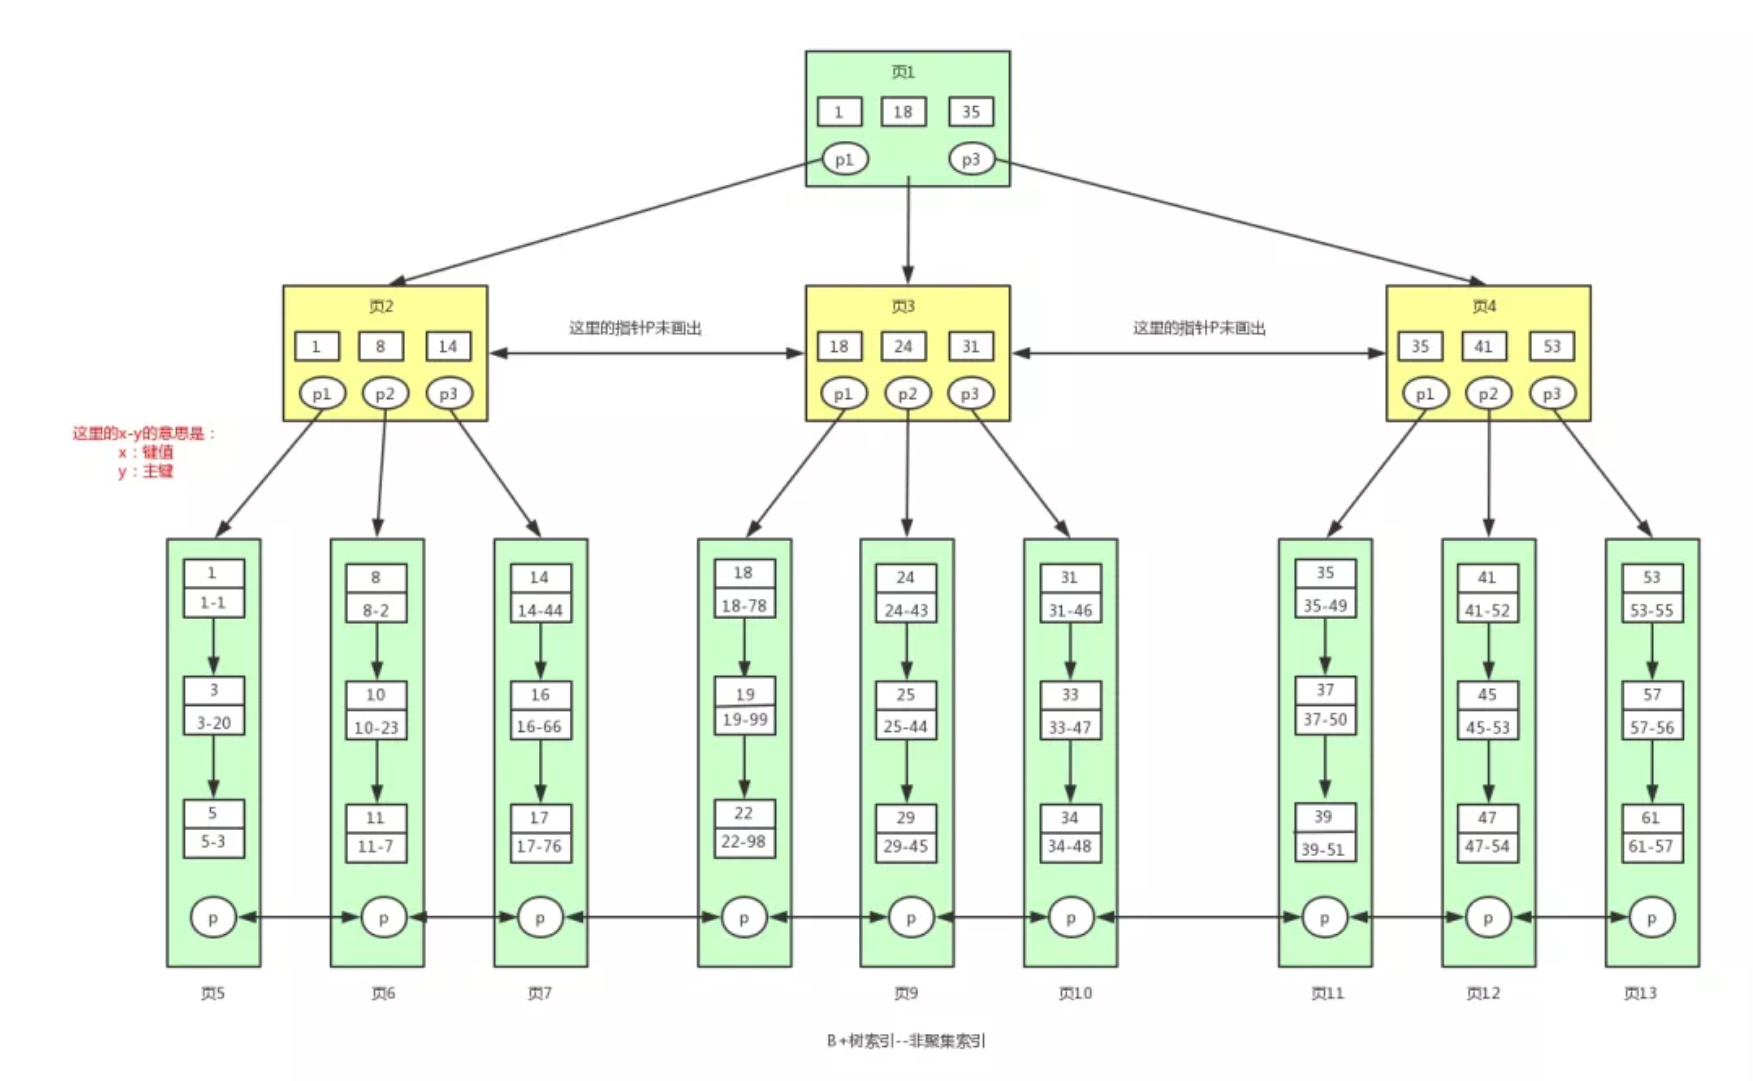 页1
1 18 35
p1 p3
页2 页3 页4
这里的指针P未画出 这里的指针P未画出
1 8 14 18 24 31 35 41 53
p1 p2 p3 p1 p2 p3 p1 p2 p3
这里的x-y的意思是：
x：键值
y：主键
1 8 14 18 24 31 35 41 53
1-1 8-2 14-44 18-78 24-43 31-46 35-49 41-52 53-55
3 10 16 19 25 33 37 45 57
3-20 10-23 16-66 19-99 25-44 33-47 37-50 45-53 57-56
5 11 17 22 29 34 39 47 61
5-3 11-7 17-76 22-98 29-45 34-48 39-51 47-54 61-57
p p p p p p p p p
页5 页6 页7 页9 页10 页11 页12 页13
B+树索引--非聚集索引